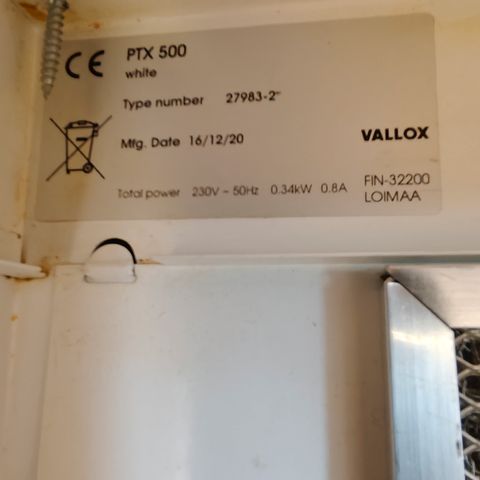 CE PTX 500
white
Type number 27983-2"
Mfg. Date 16/12/20
VALLOX
Total power 230V ~ 50Hz 0.34kW 0.8A
FIN-32200
LOIMAA